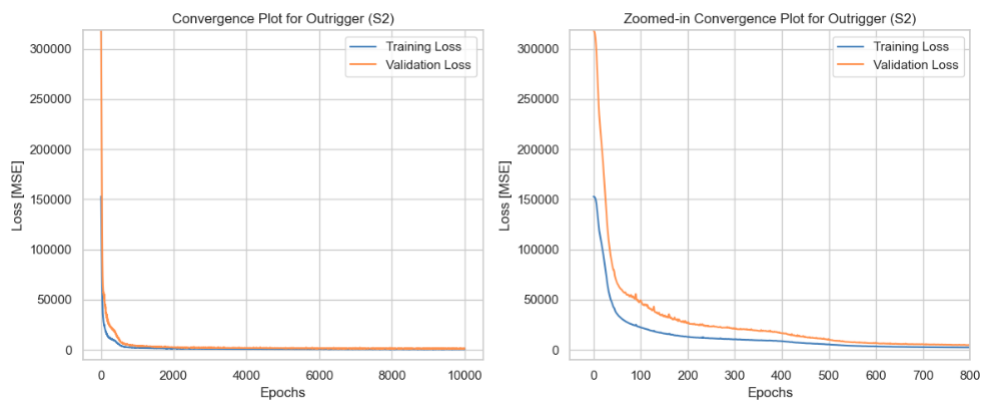 Convergence Plot for Outrigger (S2)
300000
250000
200000
150000
100000
50000
0
Loss [MSE]
Training Loss
Validation Loss
0
2000
4000
6000
8000
10000
Epochs
Zoomed-in Convergence Plot for Outrigger (S2)
300000
250000
200000
150000
100000
50000
0
Loss [MSE]
Training Loss
Validation Loss
0
100
200
300
400
500
600
700
800
Epochs